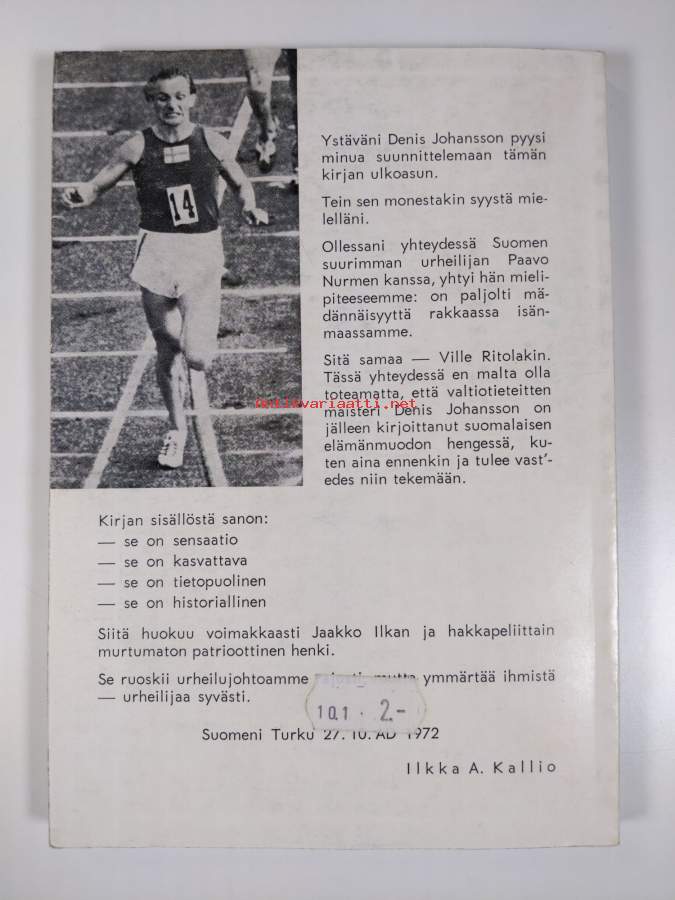 14
Ystäväni Denis Johansson pyysi
minua suunnittelemaan tämän
kirjan ulkoasun.
Tein sen monestakin syystä mie-
lelläni.
Ollessani yhteydessä Suomen
suurimman urheilijan Paavo
Nurmen kanssa, yhtyi hän mieli-
piteeseemme: on paljolti mä-
dännäisyyttä rakkaassa isän-
maassamme.
Sitä samaa — Ville Ritolakin.
Tässä yhteydessä en malta olla
toteamatta, että valtiotieteitten
antikvariaatti.net
maisteri Denis Johansson on
jälleen kirjoittanut suomalaisen
elämänmuodon hengessä, ku-
ten aina ennenkin ja tulee vast'-
edes niin tekemään.
Kirjan sisällöstä sanon:
— se on sensaatio
— se on kasvattava
— se on tietopuolinen
— se on historiallinen
Siitä huokuu voimakkaasti Jaakko Ilkan ja hakkapeliittain
murtumaton patrioottinen henki.
Se ruoskii urheilujohtoamme mutta ymmärtää ihmistä
— urheilijaa syvästi.
101 · 2.-
Suomeni Turku 27. 10. AD 1972
Ilkka A. Kallio